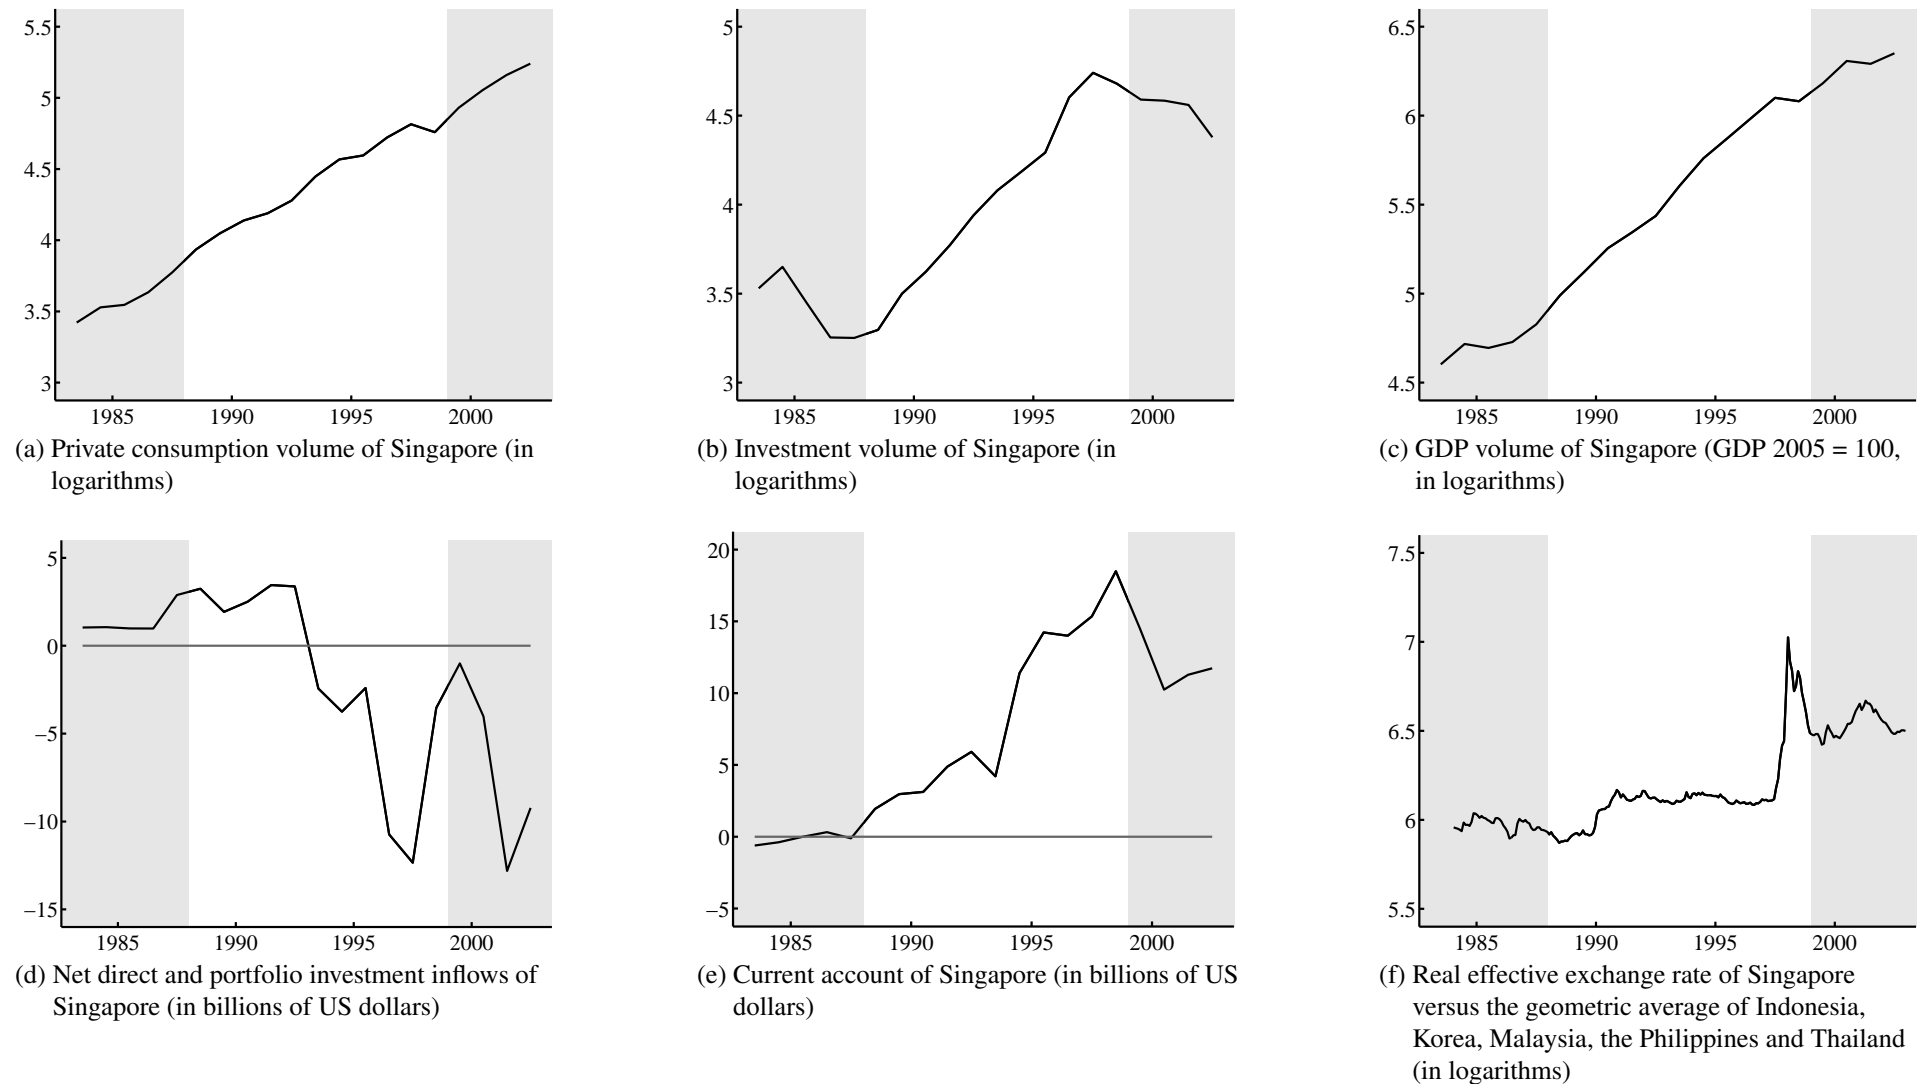 5.5
5
4.5
4
3.5
3
1985 1990 1995 2000
(a) Private consumption volume of Singapore (in
logarithms)
5
4.5
4
3.5
3
1985 1990 1995 2000
(b) Investment volume of Singapore (in
logarithms)
6.5
6
5.5
5
4.5
1985 1990 1995 2000
(c) GDP volume of Singapore (GDP 2005 = 100,
in logarithms)
5
0
−5
−10
−15
1985 1990 1995 2000
(d) Net direct and portfolio investment inflows of
Singapore (in billions of US dollars)
20
15
10
5
0
−5
1985 1990 1995 2000
(e) Current account of Singapore (in billions of US
dollars)
7.5
7
6.5
6
5.5
1985 1990 1995 2000
(f) Real effective exchange rate of Singapore
versus the geometric average of Indonesia,
Korea, Malaysia, the Philippines and Thailand
(in logarithms)